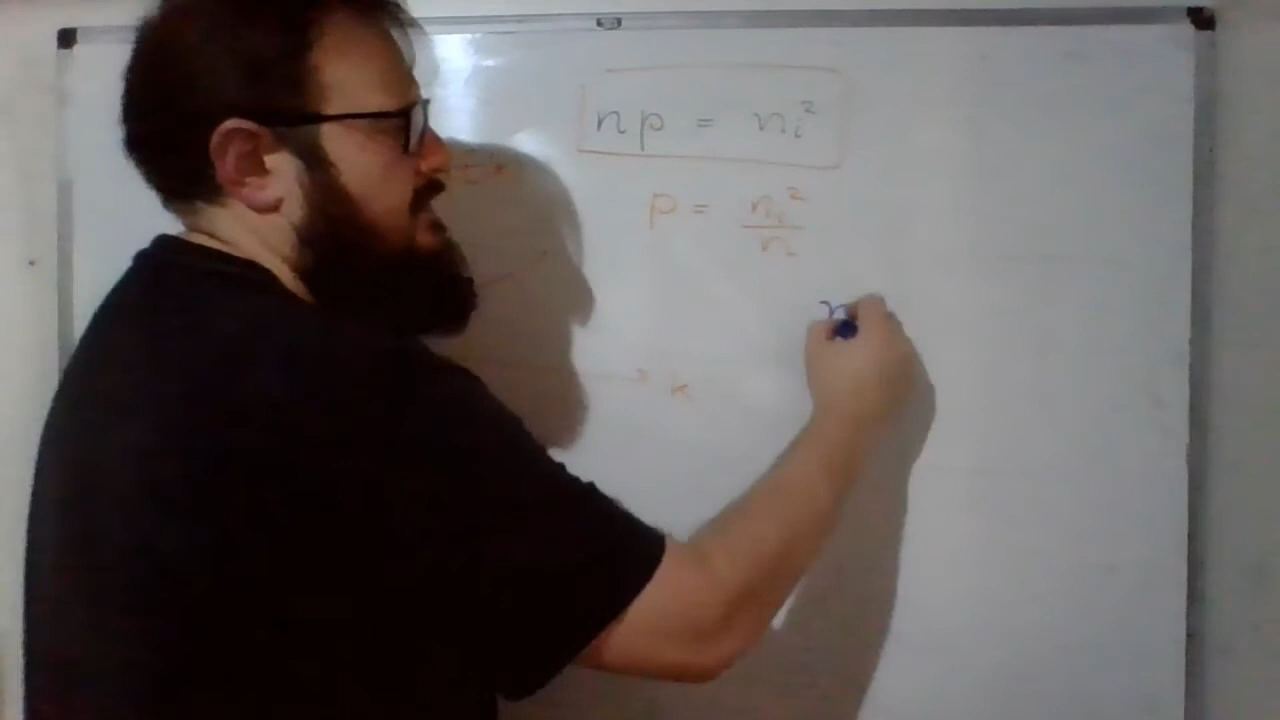 np = ni²
p = ni²/n
n
x